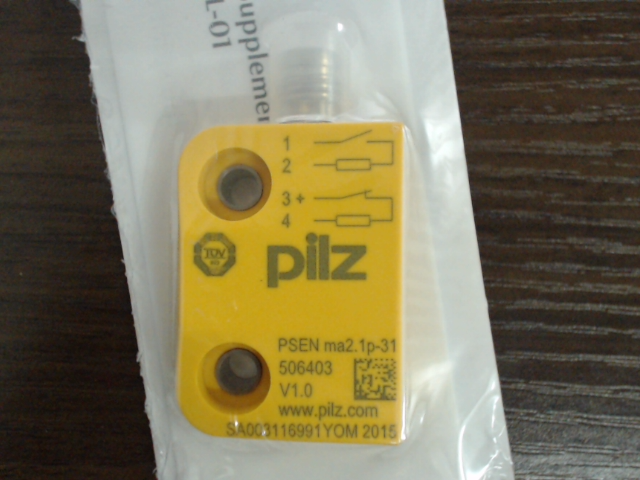 upplemen
L-01
1
2
3 +
4
TÜV
pilz
PSEN ma2.1p-31
506403
V1.0
www.pilz.com
SA003116991YOM 2015